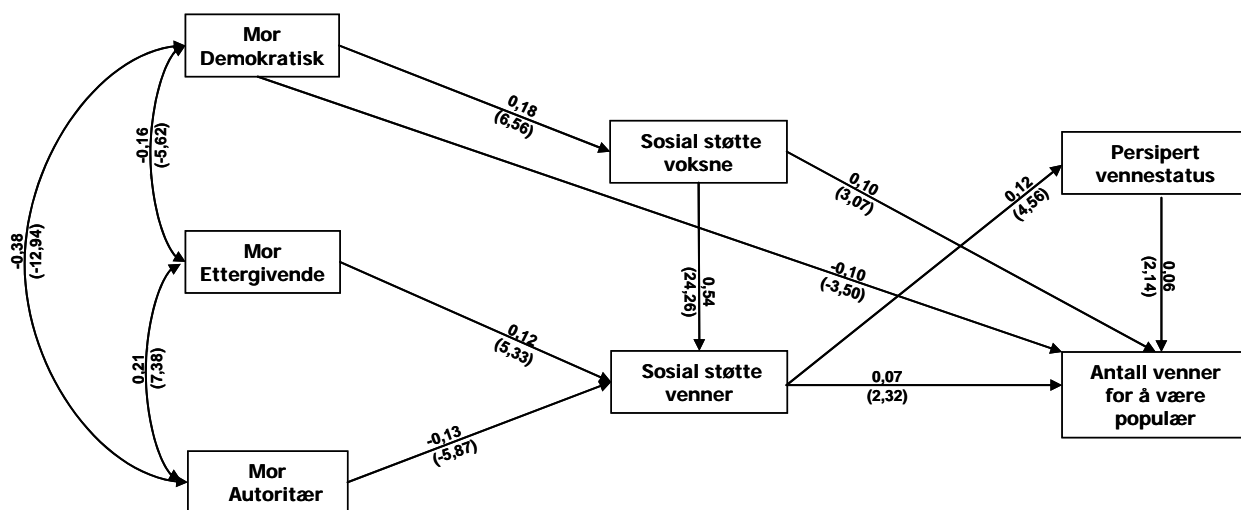 Mor
Demokratisk
0,18
(6,56)
-0,16
(-5,62)
Sosial støtte
voksne
Persipert
vennestatus
0,10
(3,07)
0,12
(4,56)
-0,38
(-12,94)
Mor
Ettergivende
-0,10
(-3,50)
0,54
(24,26)
0,06
(2,14)
0,12
(5,33)
0,21
(7,38)
Sosial støtte
venner
0,07
(2,32)
Antall venner
for å være
populær
-0,13
(-5,87)
Mor
Autoritær